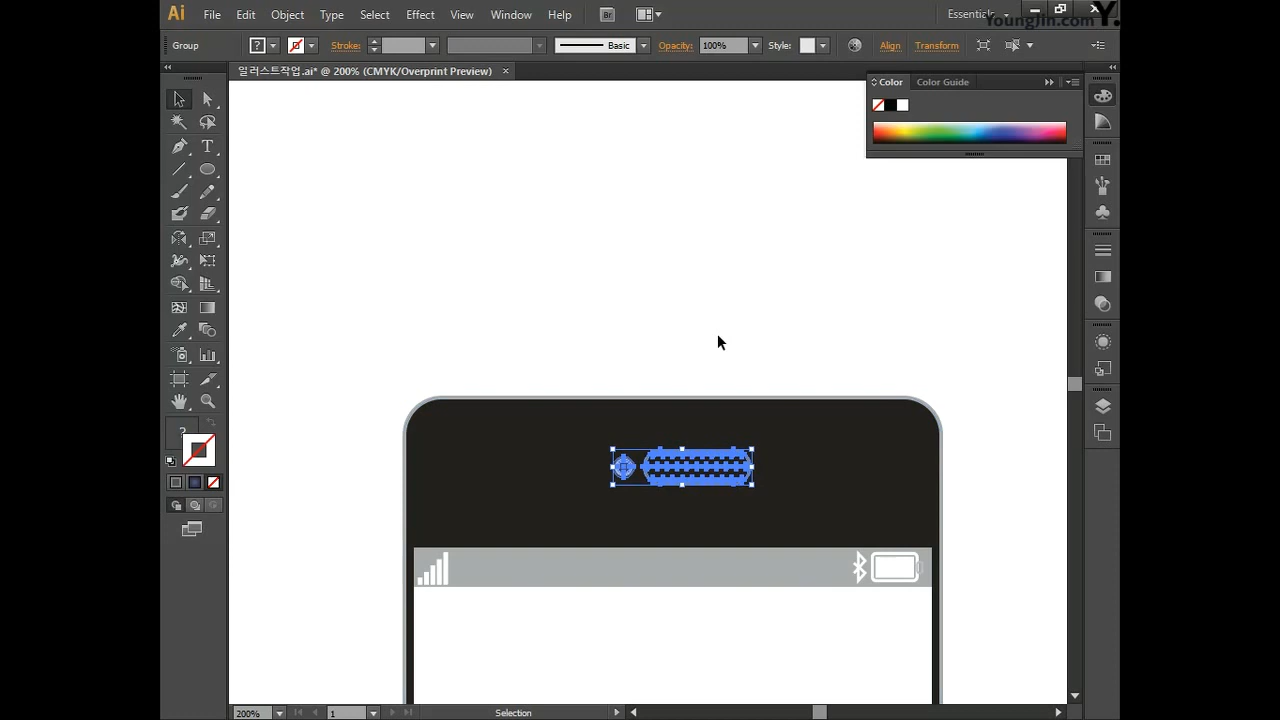 Ai File Edit Object Type Select Effect View Window Help Br Essentials
YoungJin.com Y.
Group ? Stroke: Basic Opacity: 100% Style: Align Transform
일러스트작업.ai* @ 200% (CMYK/Overprint Preview) ×
Color Color Guide
T
?
200% 1 Selection